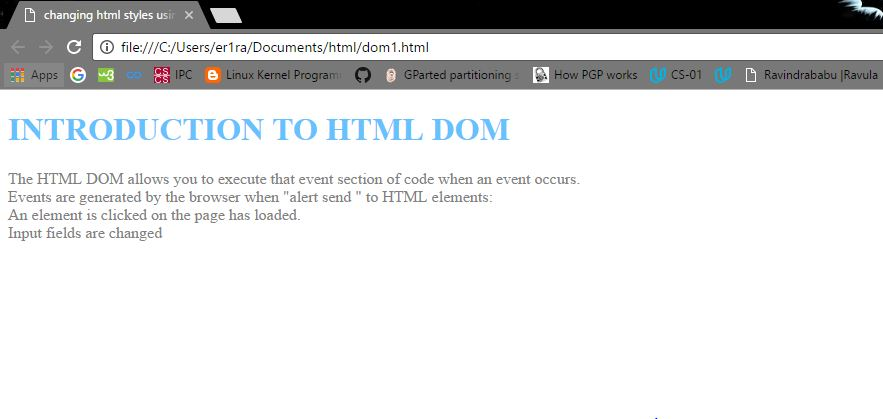 changing html styles usin
file:///C:/Users/er1ra/Documents/html/dom1.html
Apps IPC Linux Kernel Program GParted partitioning s How PGP works CS-01 Ravindrababu |Ravula
INTRODUCTION TO HTML DOM
The HTML DOM allows you to execute that event section of code when an event occurs.
Events are generated by the browser when "alert send " to HTML elements:
An element is clicked on the page has loaded.
Input fields are changed